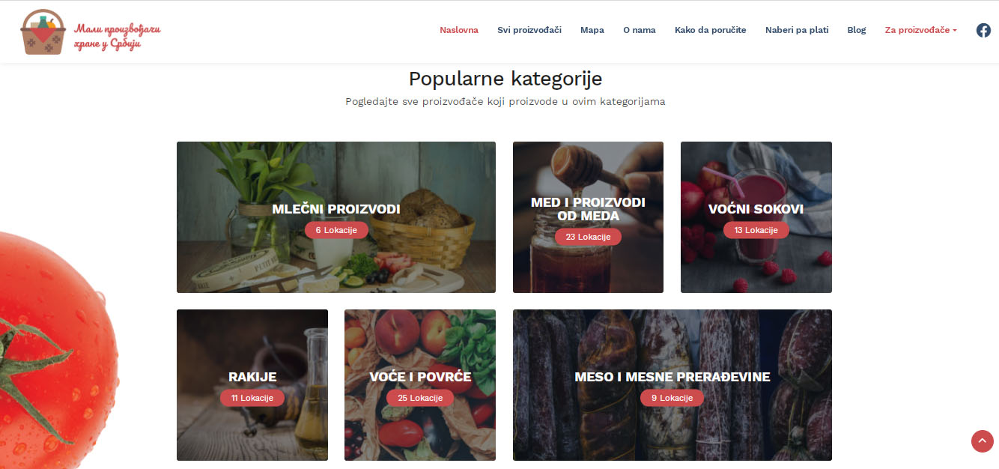 Мали произвођачи
хране у Србији
Naslovna Svi proizvođači Mapa O nama Kako da poručite Naberi pa plati Blog Za proizvođače
Popularne kategorije
Pogledajte sve proizvođače koji proizvode u ovim kategorijama
MLEČNI PROIZVODI
6 Lokacije
MED I PROIZVODI
OD MEDA
23 Lokacije
VOĆNI SOKOVI
13 Lokacije
RAKIJE
11 Lokacije
VOĆE I POVRĆE
25 Lokacije
MESO I MESNE PRERAĐEVINE
9 Lokacije